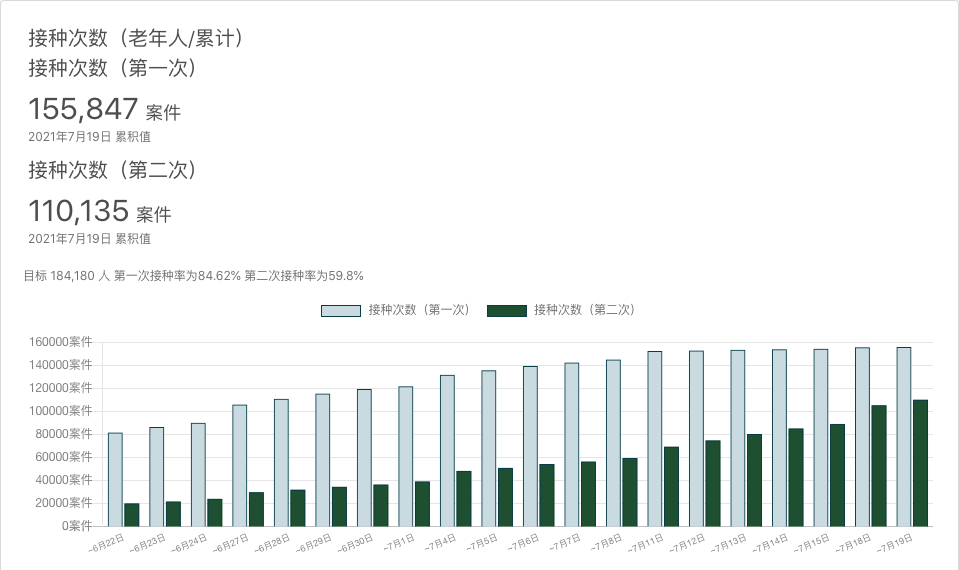 接种次数（老年人/累计）
接种次数（第一次）
155,847 案件
2021年7月19日 累积值
接种次数（第二次）
110,135 案件
2021年7月19日 累积值
目标 184,180 人 第一次接种率为84.62% 第二次接种率为59.8%
接种次数（第一次） 接种次数（第二次）
160000案件
140000案件
120000案件
100000案件
80000案件
60000案件
40000案件
20000案件
0案件
~6月22日 ~6月23日 ~6月24日 ~6月27日 ~6月28日 ~6月29日 ~6月30日 ~7月1日 ~7月4日 ~7月5日 ~7月6日 ~7月7日 ~7月8日 ~7月11日 ~7月12日 ~7月13日 ~7月14日 ~7月15日 ~7月18日 ~7月19日